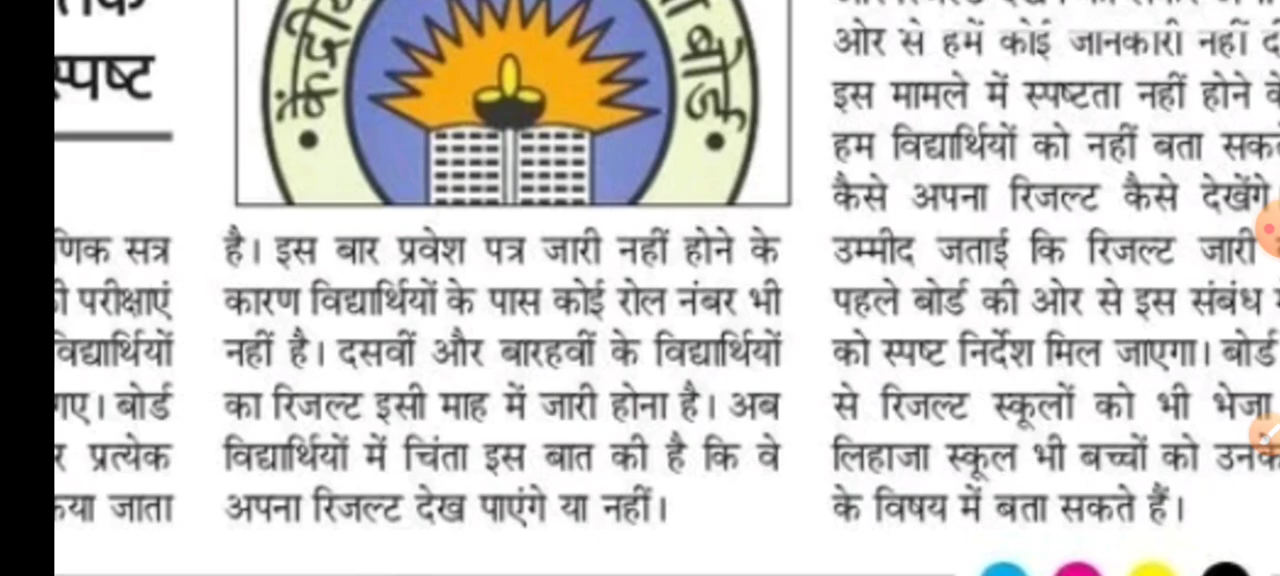 स्पष्ट
केंद्रीय
बोर्ड
णिक सत्र
परीक्षाएं
विद्यार्थियों
गए। बोर्ड
प्रत्येक
जाता
है। इस बार प्रवेश पत्र जारी नहीं होने के
कारण विद्यार्थियों के पास कोई रोल नंबर भी
नहीं है। दसवीं और बारहवीं के विद्यार्थियों
का रिजल्ट इसी माह में जारी होना है। अब
विद्यार्थियों में चिंता इस बात की है कि वे
अपना रिजल्ट देख पाएंगे या नहीं।
ओर से हमें कोई जानकारी नहीं
इस मामले में स्पष्टता नहीं होने
हम विद्यार्थियों को नहीं बता
कैसे अपना रिजल्ट कैसे देखेंगे
उम्मीद जताई कि रिजल्ट जारी
पहले बोर्ड की ओर से इस संबंध
को स्पष्ट निर्देश मिल जाएगा। बोर्ड
से रिजल्ट स्कूलों को भी भेजा
लिहाजा स्कूल भी बच्चों को उनके
के विषय में बता सकते हैं।